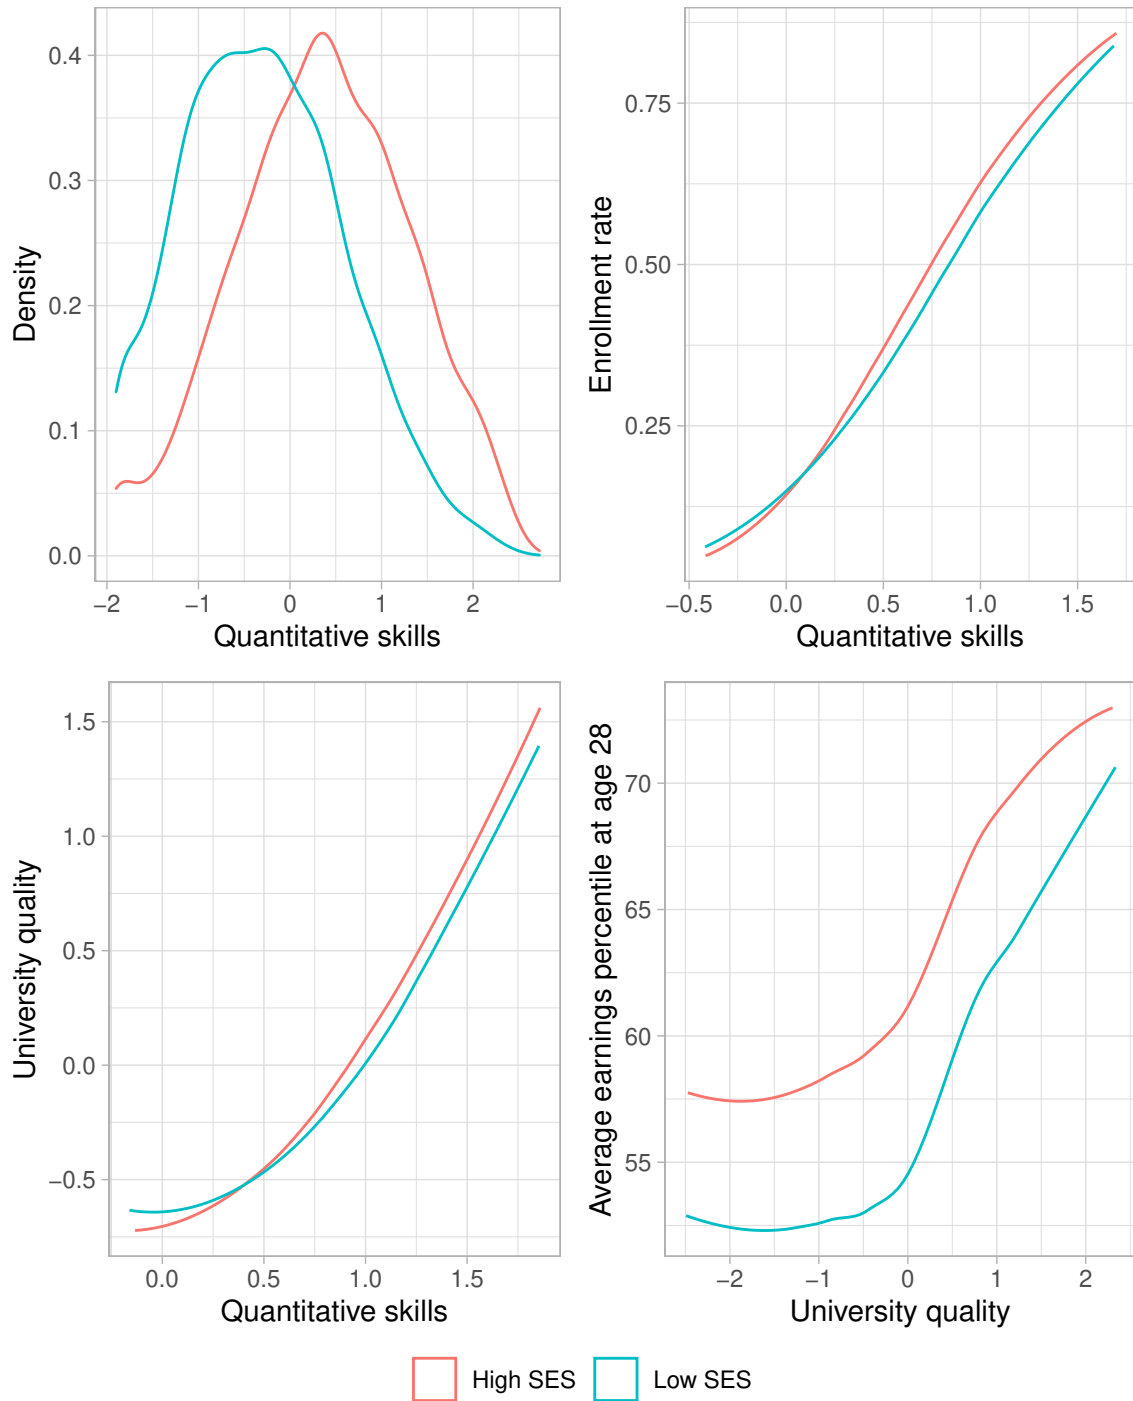 Density
0.4
0.3
0.2
0.1
0.0
−2 −1 0 1 2
Quantitative skills
Enrollment rate
0.75
0.50
0.25
−0.5 0.0 0.5 1.0 1.5
Quantitative skills
University quality
1.5
1.0
0.5
0.0
−0.5
0.0 0.5 1.0 1.5
Quantitative skills
Average earnings percentile at age 28
70
65
60
55
−2 −1 0 1 2
University quality
High SES Low SES